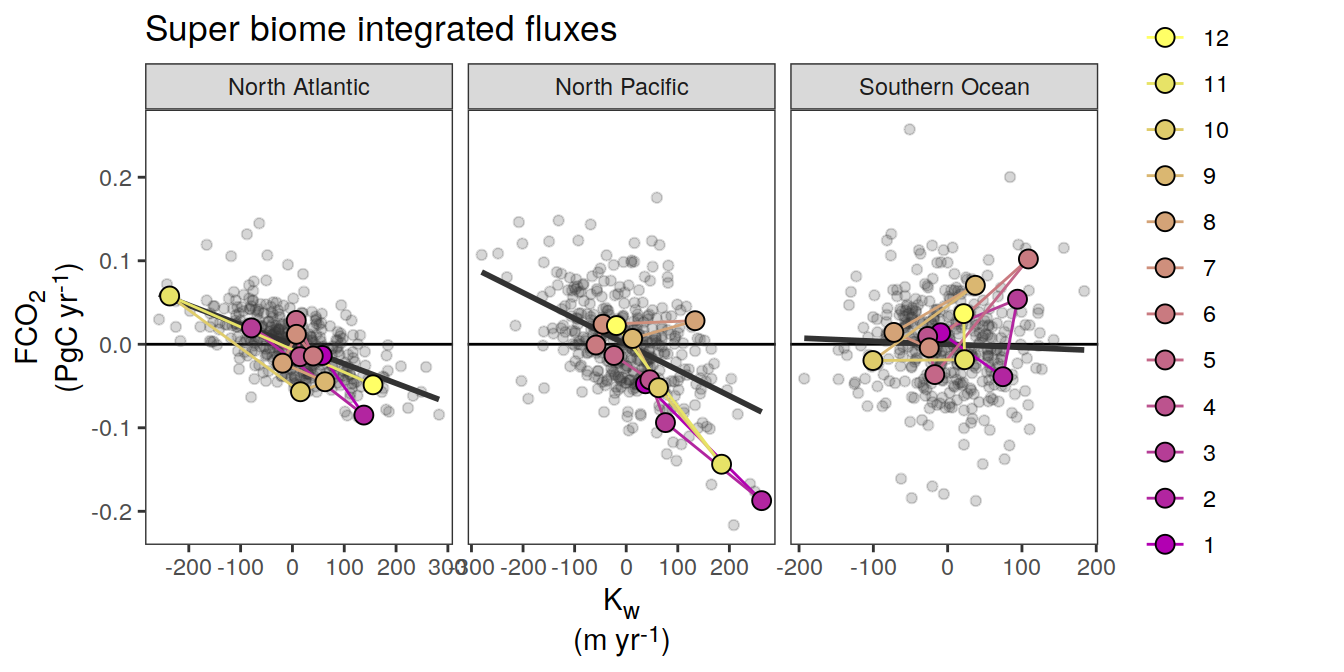 Super biome integrated fluxes
North Atlantic
North Pacific
Southern Ocean
FCO₂
(PgC yr⁻¹)
0.2
0.1
0.0
-0.1
-0.2
-200 -100 0 100 200 300
-300 -200 -100 0 100 200
-200 -100 0 100 200
K_w
(m yr⁻¹)
12
11
10
9
8
7
6
5
4
3
2
1